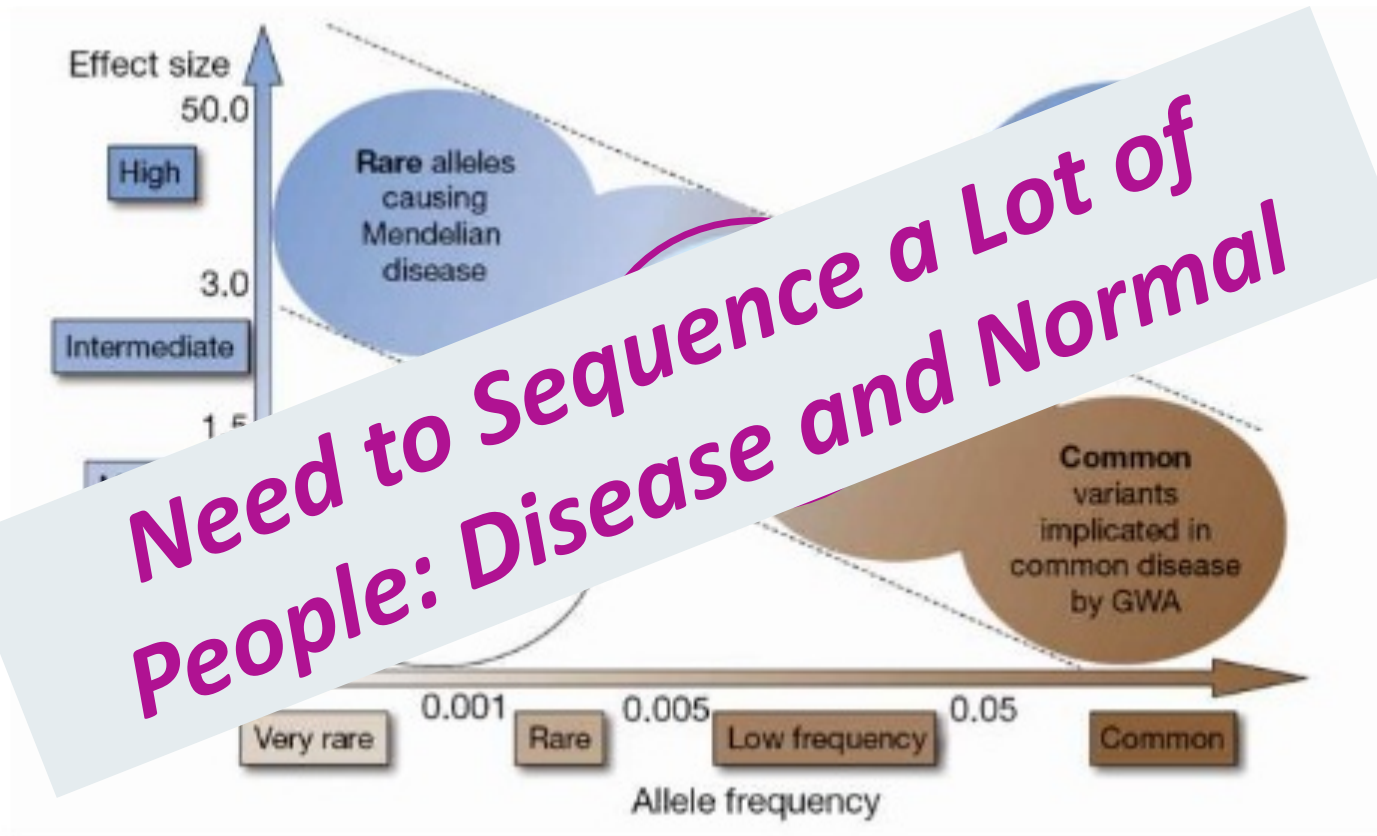 Effect size
50.0
High
Rare alleles
causing
Mendelian
disease
3.0
Intermediate
1.5
Need to Sequence a Lot of
People: Disease and Normal
Common
variants
implicated in
common disease
by GWA
0.001
0.005
0.05
Very rare
Rare
Low frequency
Common
Allele frequency